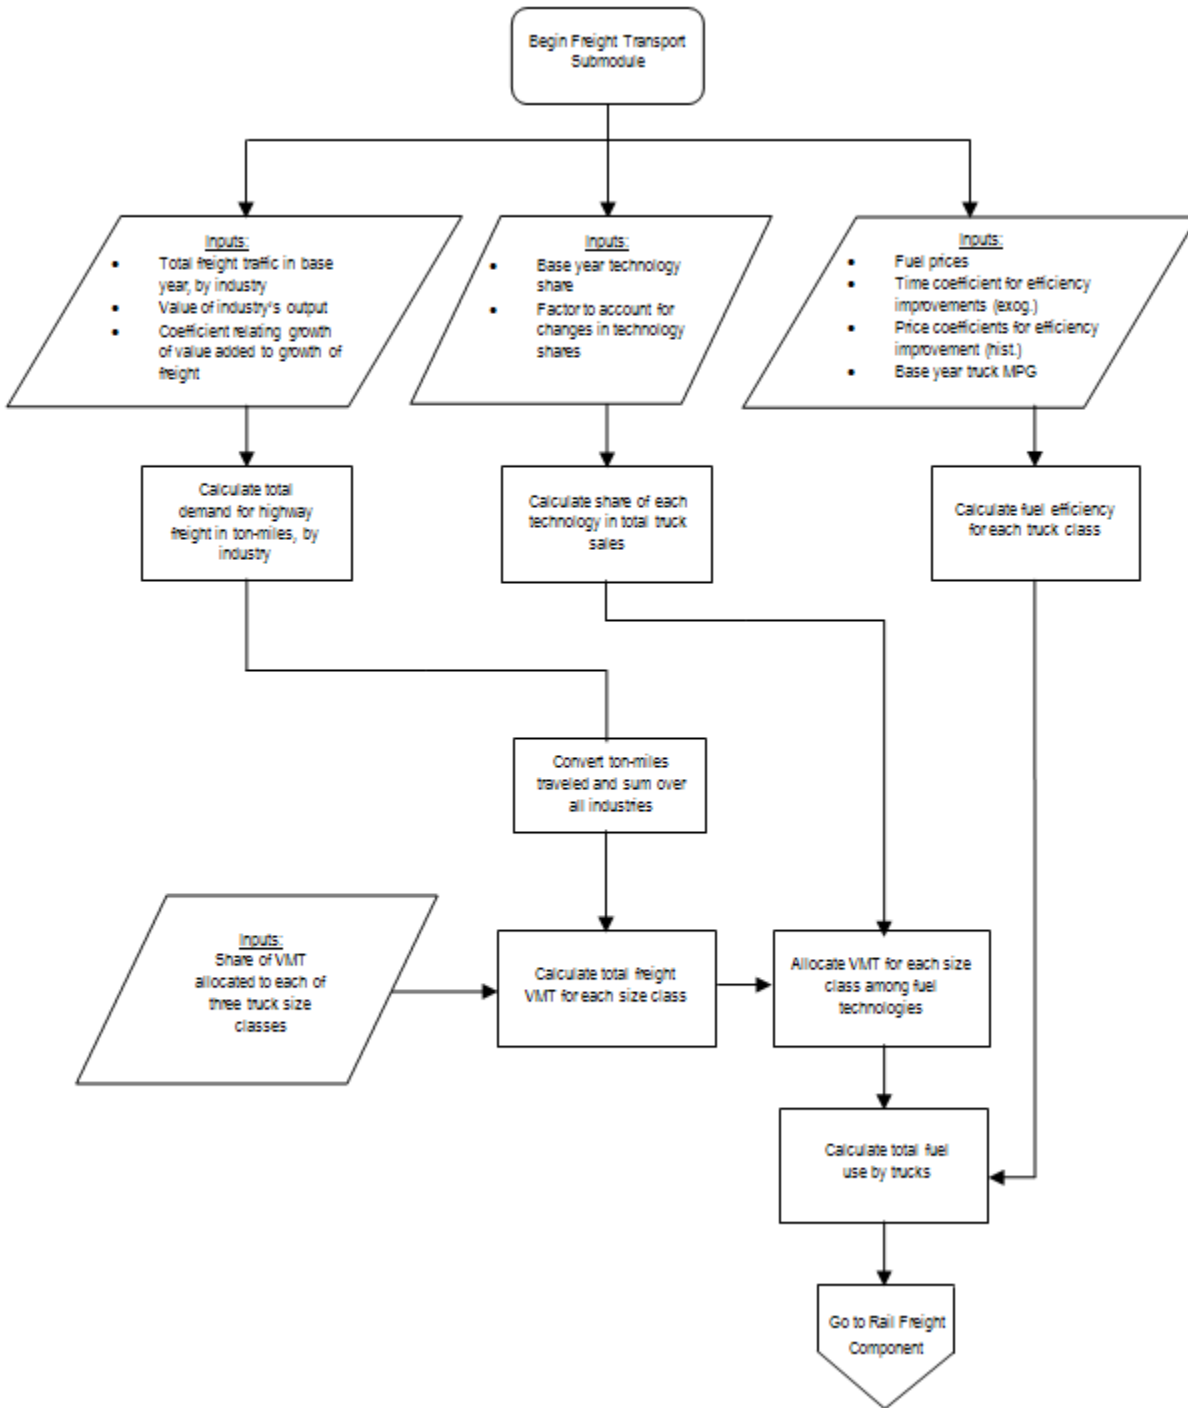 Begin Freight Transport
Submodule
Inputs:
• Total freight traffic in base
year, by industry
• Value of industry's output
• Coefficient relating growth
of value added to growth of
freight
Inputs:
• Base year technology
share
• Factor to account for
changes in technology
shares
Inputs:
• Fuel prices
• Time coefficient for efficiency
improvements (exog.)
• Price coefficients for efficiency
improvement (hist.)
• Base year truck MPG
Calculate total
demand for highway
freight in ton-miles, by
industry
Calculate share of each
technology in total truck
sales
Calculate fuel efficiency
for each truck class
Convert ton-miles
traveled and sum over
all industries
Inputs:
Share of VMT
allocated to each of
three truck size
classes
Calculate total freight
VMT for each size class
Allocate VMT for each size
class among fuel
technologies
Calculate total fuel
use by trucks
Go to Rail Freight
Component